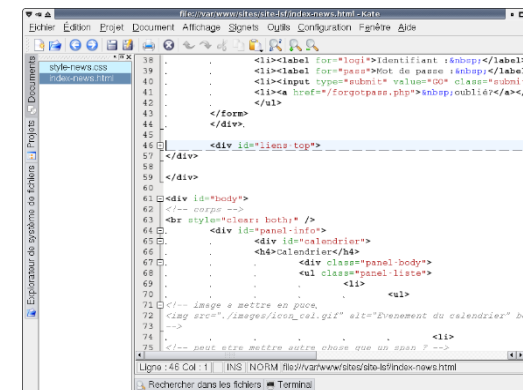 file://var/www/sites/site-lsf/index-news.html - Kate
Fichier Édition Projet Document Affichage Signets Outils Configuration Fenêtre Aide
Documents
Projets
Explorateur de système de fichiers
style-news.css
index-news.html
38 <li><label for="logi">Identifiant :&nbsp;</label>
39 <li><label for="pass">Mot de passe :&nbsp;</label
40 <li><input type="submit" value="GO" class="submit
41 <li><a href="/forgotpass.php">&nbsp;oublié?</a></
42 </ul>
43 </form>
44 </div>
45
46 <div id="liens-top">
57 </div>
58
59 </div>
60
61 <div id="body">
62 <!-- corps -->
63 <br style="clear: both;" />
64 <div id="panel-info">
65 <div id="calendrier">
66 <h4>Calendrier</h4>
67 <div class="panel-body">
68 <ul class="panel-liste">
69 <li>
70 <ul>
71 <!-- image a mettre en puce,
72 <img src="./images/icon_cal.gif" alt="Evenement du calendrier" bo
73 -->
74 <li>
75 <!-- peut etre mettre autre chose que un span ? -->
Ligne : 46 Col : 1 INS NORM file://var/www/sites/site-lsf/index-news.html
Rechercher dans les fichiers Terminal